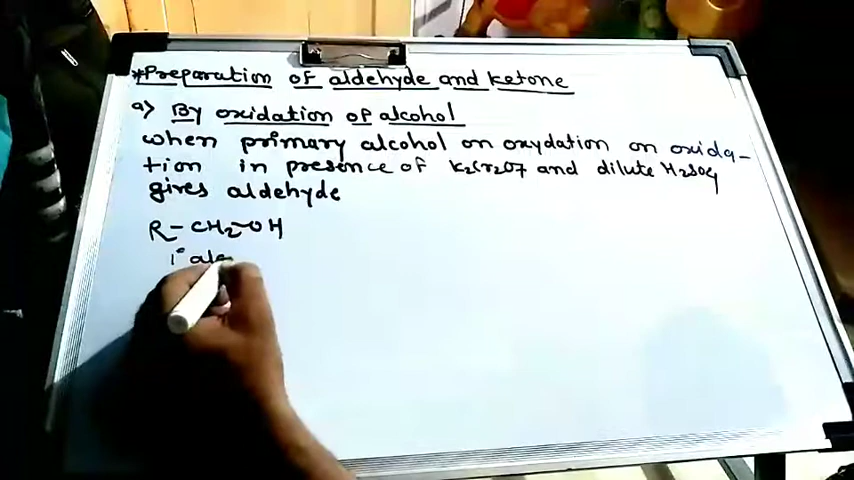 *Preparation of aldehyde and ketone
a> By oxidation of alcohol
when primary alcohol on oxydation on oxida-
tion in presence of K2Cr2O7 and dilute H2SO4
gives aldehyde
R-CH2-OH
1° alc